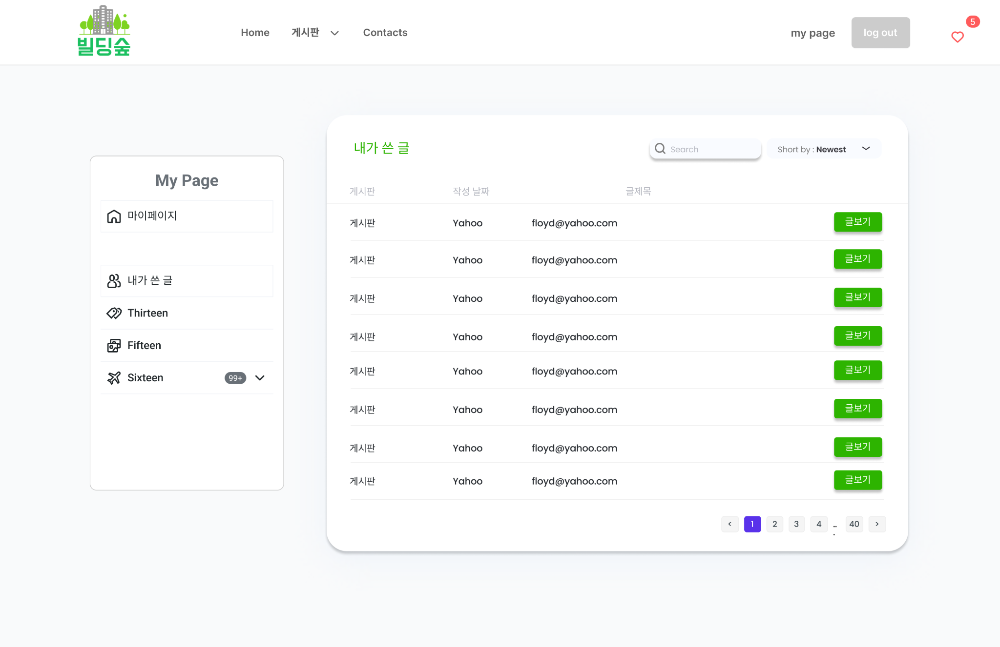 빌딩숲
Home 게시판 Contacts my page log out 5
My Page
마이페이지
내가 쓴 글
Thirteen
Fifteen
Sixteen 99+
내가 쓴 글 Search Short by : Newest
게시판 작성 날짜 글제목
게시판 Yahoo floyd@yahoo.com 글보기
게시판 Yahoo floyd@yahoo.com 글보기
게시판 Yahoo floyd@yahoo.com 글보기
게시판 Yahoo floyd@yahoo.com 글보기
게시판 Yahoo floyd@yahoo.com 글보기
게시판 Yahoo floyd@yahoo.com 글보기
게시판 Yahoo floyd@yahoo.com 글보기
게시판 Yahoo floyd@yahoo.com 글보기
< 1 2 3 4 ... 40 >